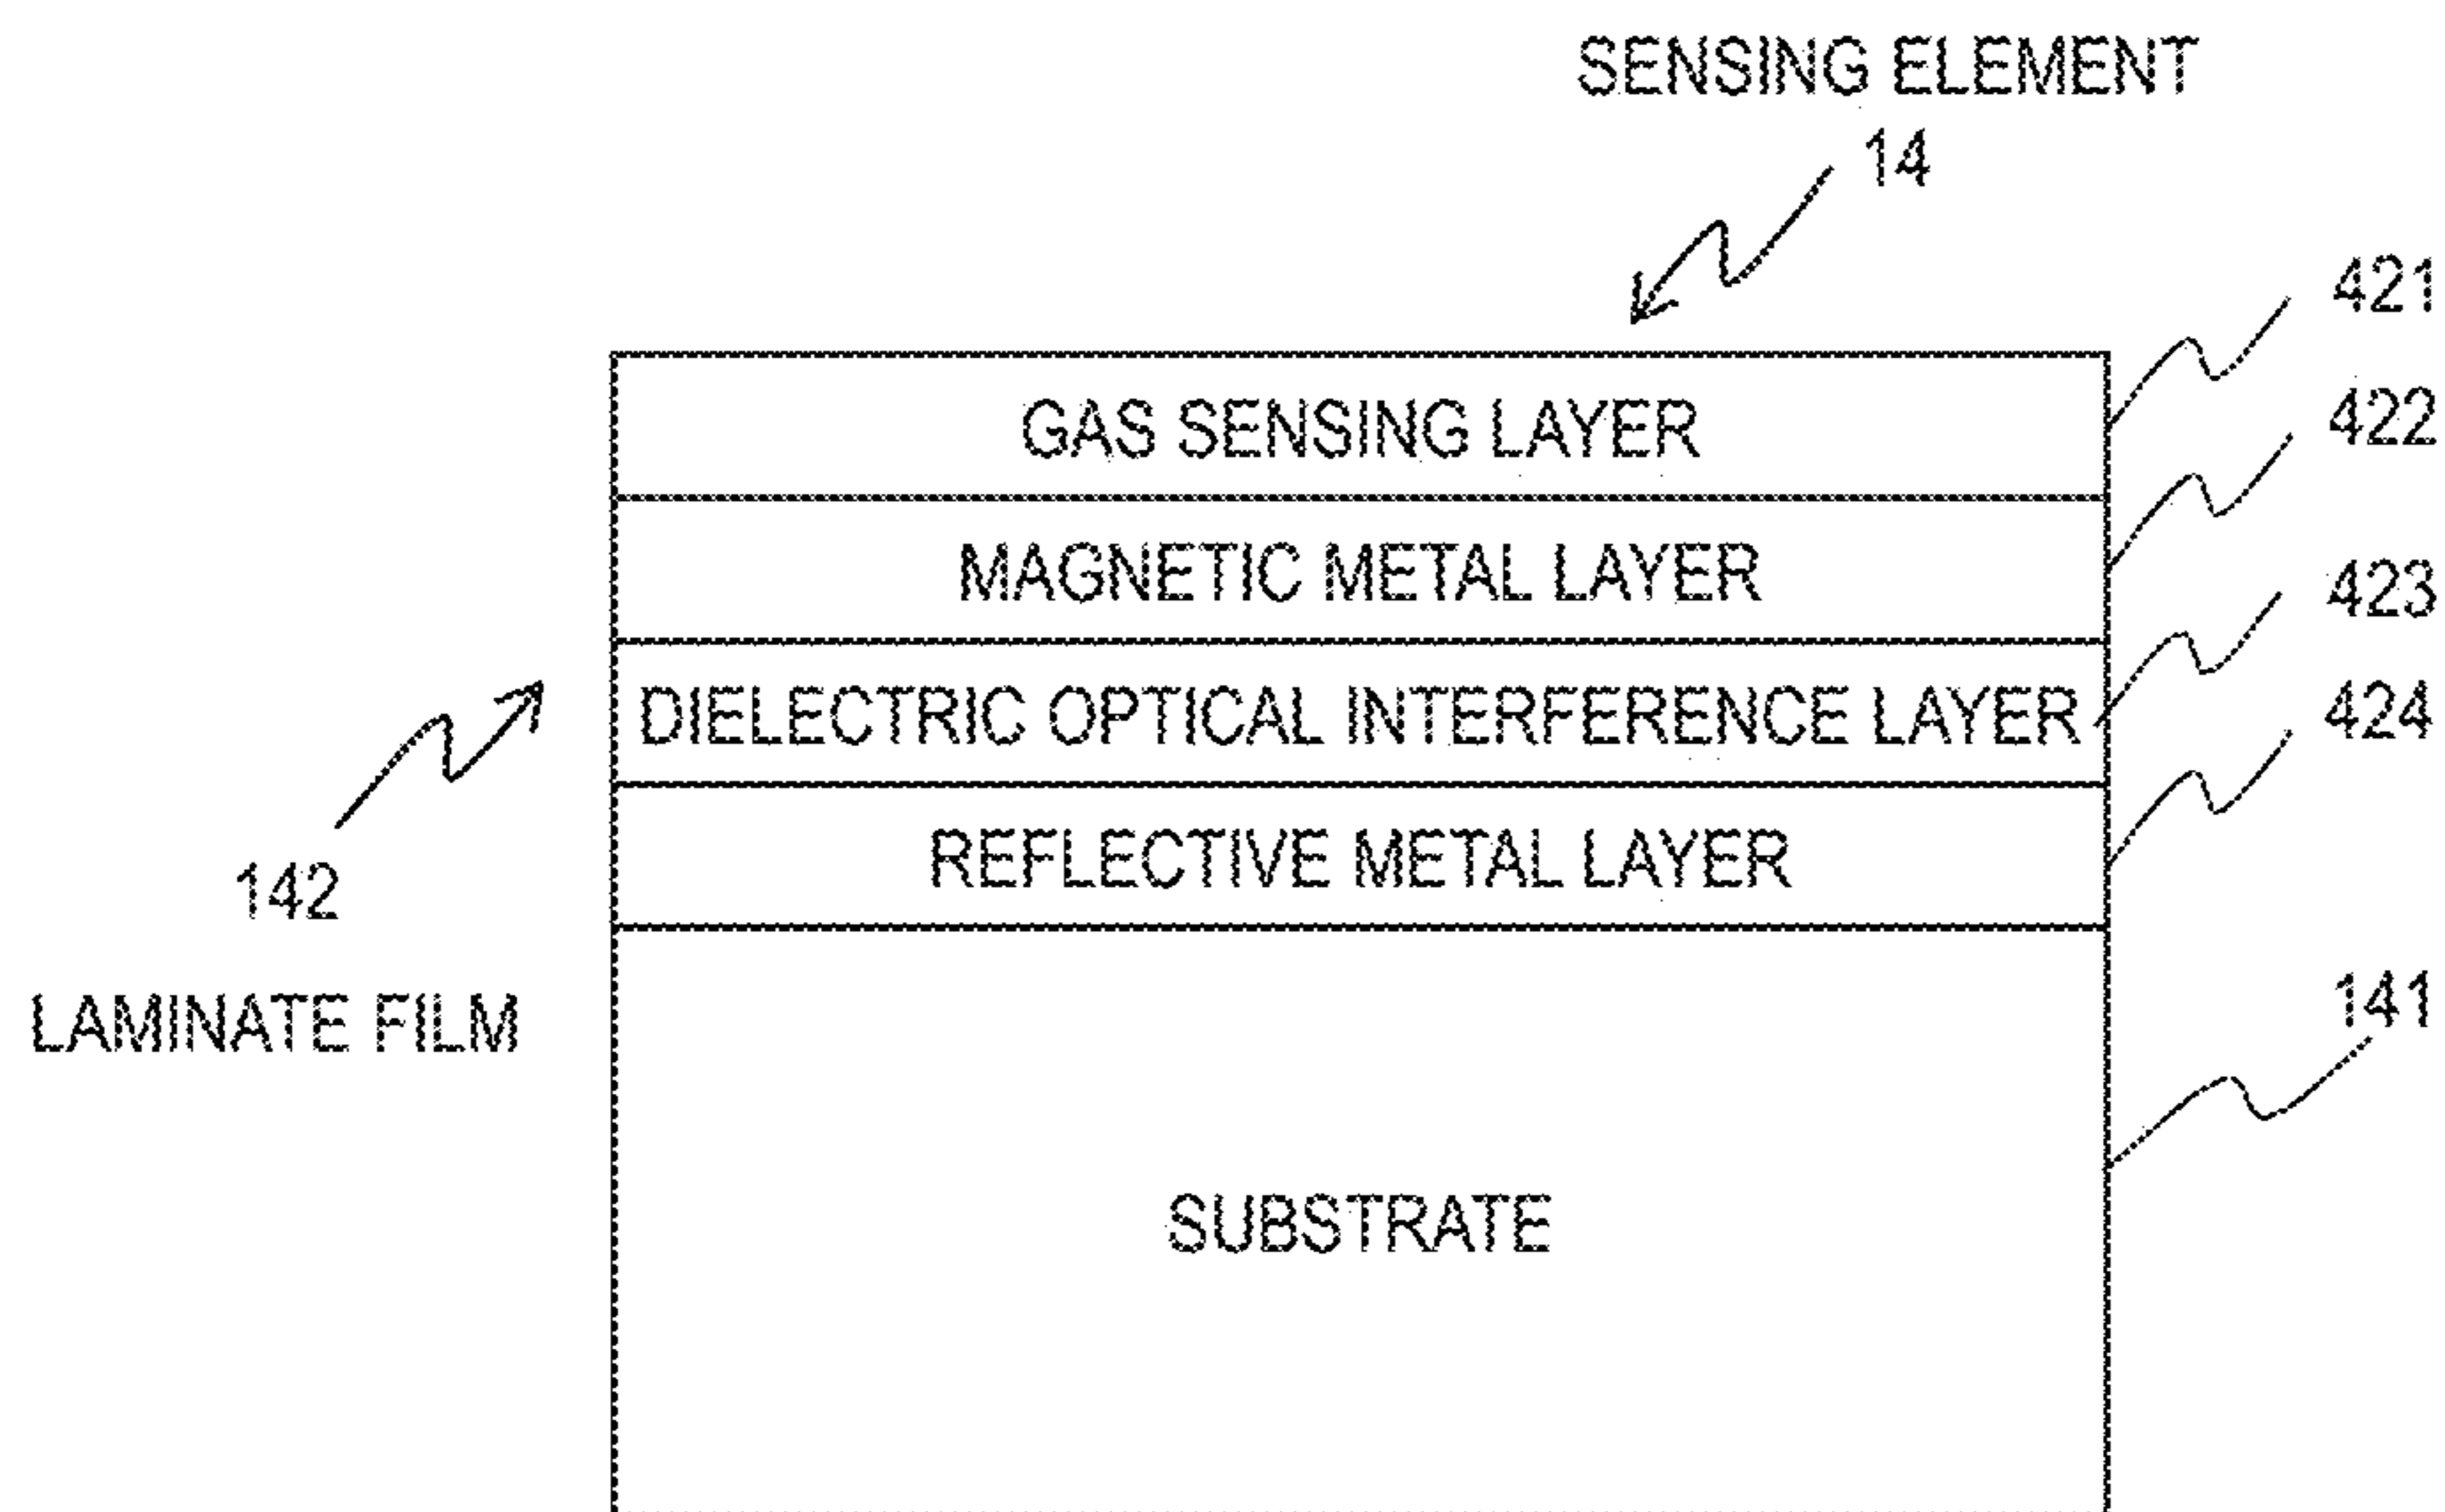 SENSING ELEMENT
14
421
GAS SENSING LAYER
422
MAGNETIC METAL LAYER
423
DIELECTRIC OPTICAL INTERFERENCE LAYER
424
REFLECTIVE METAL LAYER
142
LAMINATE FILM
141
SUBSTRATE